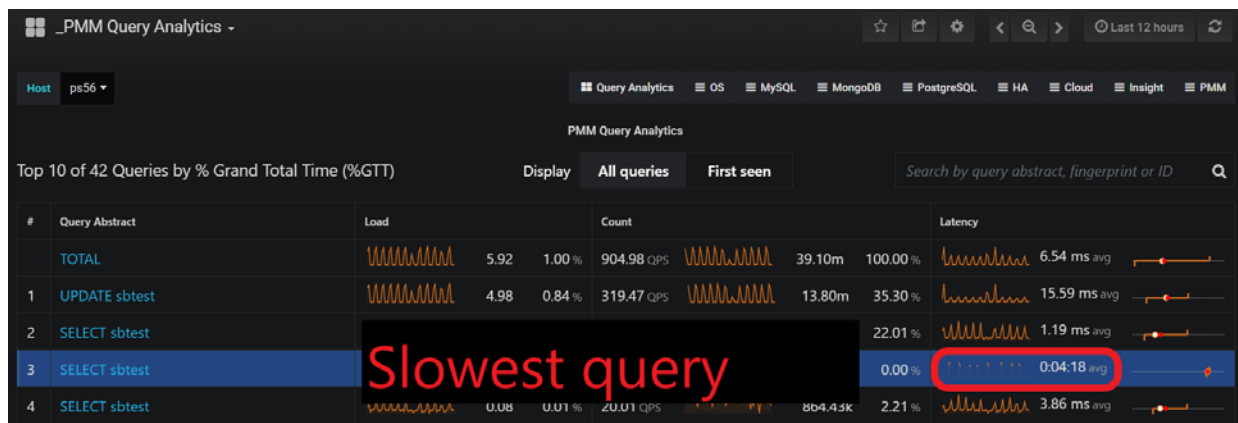 _PMM Query Analytics
Last 12 hours
Host ps56
Query Analytics OS MySQL MongoDB PostgreSQL HA Cloud Insight PMM
PMM Query Analytics
Top 10 of 42 Queries by % Grand Total Time (%GTT) Display All queries First seen Search by query abstract, fingerprint or ID
# Query Abstract Load Count Latency
TOTAL 5.92 1.00 % 904.98 QPS 39.10m 100.00 % 6.54 ms avg
1 UPDATE sbtest 4.98 0.84 % 319.47 QPS 13.80m 35.30 % 15.59 ms avg
2 SELECT sbtest 22.01 % 1.19 ms avg
Slowest query
3 SELECT sbtest 0.00 % 0:04:18 avg
4 SELECT sbtest 0.08 0.01 % 20.01 QPS 864.43k 2.21 % 3.86 ms avg